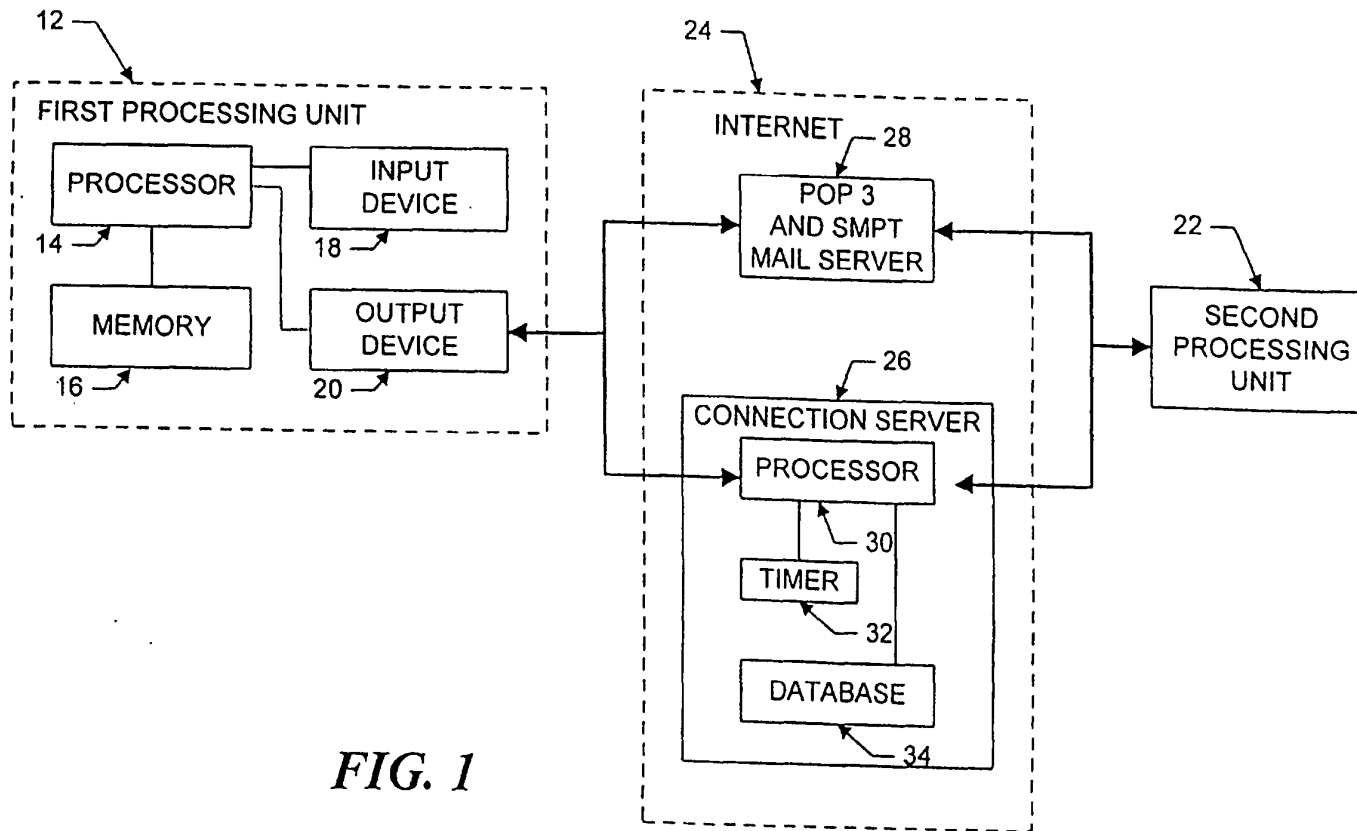 12
24
FIRST PROCESSING UNIT
INTERNET
28
PROCESSOR
INPUT
DEVICE
POP 3
AND SMPT
MAIL SERVER
14
18
22
MEMORY
OUTPUT
DEVICE
SECOND
PROCESSING
UNIT
16
20
26
CONNECTION SERVER
PROCESSOR
30
TIMER
32
DATABASE
34
FIG. 1